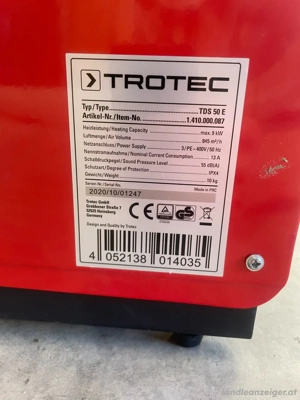 TROTEC
Typ/Type TDS 50 E
Artikel-Nr./Item-No. 1.410.000.087
Heizleistung/Heating Capacity max. 9 kW
Luftmenge/Air Volume 845 m³/h
Netzanschluss/Power Supply 3/PE~400V/50 Hz
Nennstromaufnahme/Nominal Current Consumption 13 A
Schalldruckpegel/Sound Pressure Level 55 dB(A)
Schutzart/Degree of Protection IPX4
Gewicht/Weight 10 kg
Serien Nr./Serial No. Made in PRC
2020/10/01247
Trotec GmbH
Grebbener Straße 7
52525 Heinsberg
Germany
Design and Quality by Trotec
4 052138 014035
laendleanzeiger.at